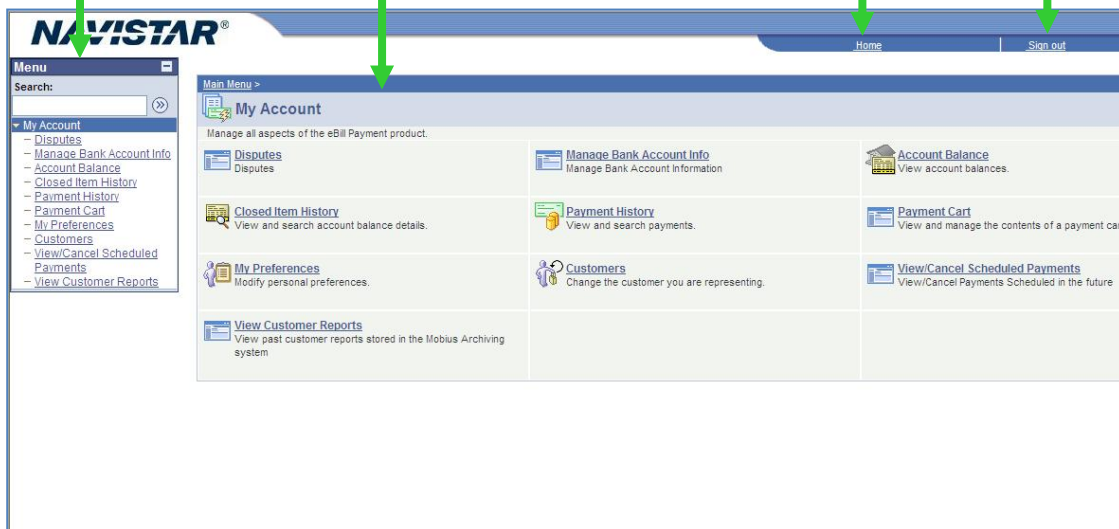 NAVISTAR®
Home
Sign out
Menu
Search:
My Account
– Disputes
– Manage Bank Account Info
– Account Balance
– Closed Item History
– Payment History
– Payment Cart
– My Preferences
– Customers
– View/Cancel Scheduled
Payments
– View Customer Reports
Main Menu >
My Account
Manage all aspects of the eBill Payment product.
Disputes
Disputes
Manage Bank Account Info
Manage Bank Account Information
Account Balance
View account balances.
Closed Item History
View and search account balance details.
Payment History
View and search payments.
Payment Cart
View and manage the contents of a payment
My Preferences
Modify personal preferences.
Customers
Change the customer you are representing.
View/Cancel Scheduled Payments
View/Cancel Payments Scheduled in the future
View Customer Reports
View past customer reports stored in the Mobius Archiving
system